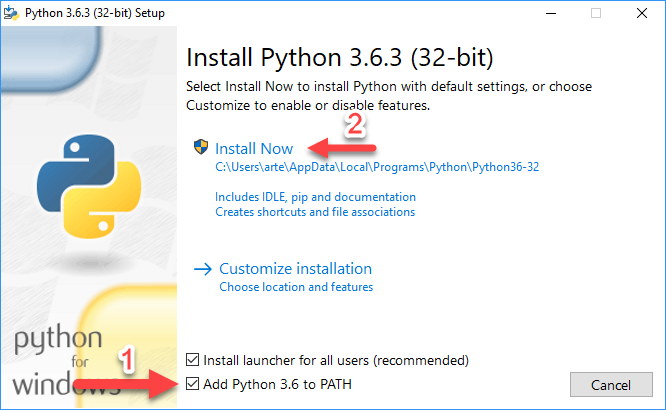 Python 3.6.3 (32-bit) Setup
Install Python 3.6.3 (32-bit)
Select Install Now to install Python with default settings, or choose
Customize to enable or disable features.
2
Install Now
C:\Users\arte\AppData\Local\Programs\Python\Python36-32
Includes IDLE, pip and documentation
Creates shortcuts and file associations
Customize installation
Choose location and features
python
for
windows
1
Install launcher for all users (recommended)
Add Python 3.6 to PATH
Cancel